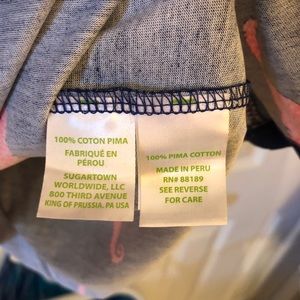 100% COTON PIMA
FABRIQUÉ EN
PÉROU
SUGARTOWN
WORLDWIDE, LLC
800 THIRD AVENUE
KING OF PRUSSIA, PA USA
100% PIMA COTTON
MADE IN PERU
RN# 88189
SEE REVERSE
FOR CARE